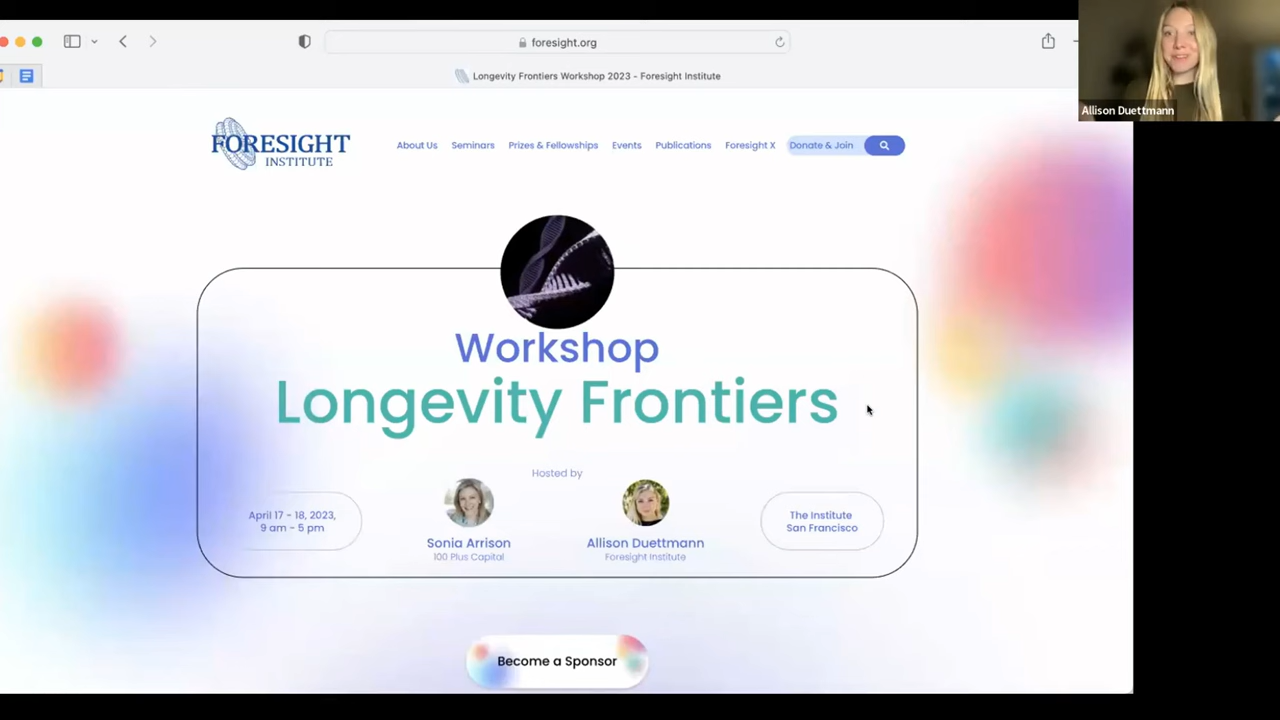 foresight.org
Longevity Frontiers Workshop 2023 - Foresight Institute
Allison Duettmann
FORESIGHT
INSTITUTE
About Us Seminars Prizes & Fellowships Events Publications Foresight X Donate & Join
Workshop
Longevity Frontiers
Hosted by
April 17 - 18, 2023,
9 am - 5 pm
Sonia Arrison
100 Plus Capital
Allison Duettmann
Foresight Institute
The Institute
San Francisco
Become a Sponsor